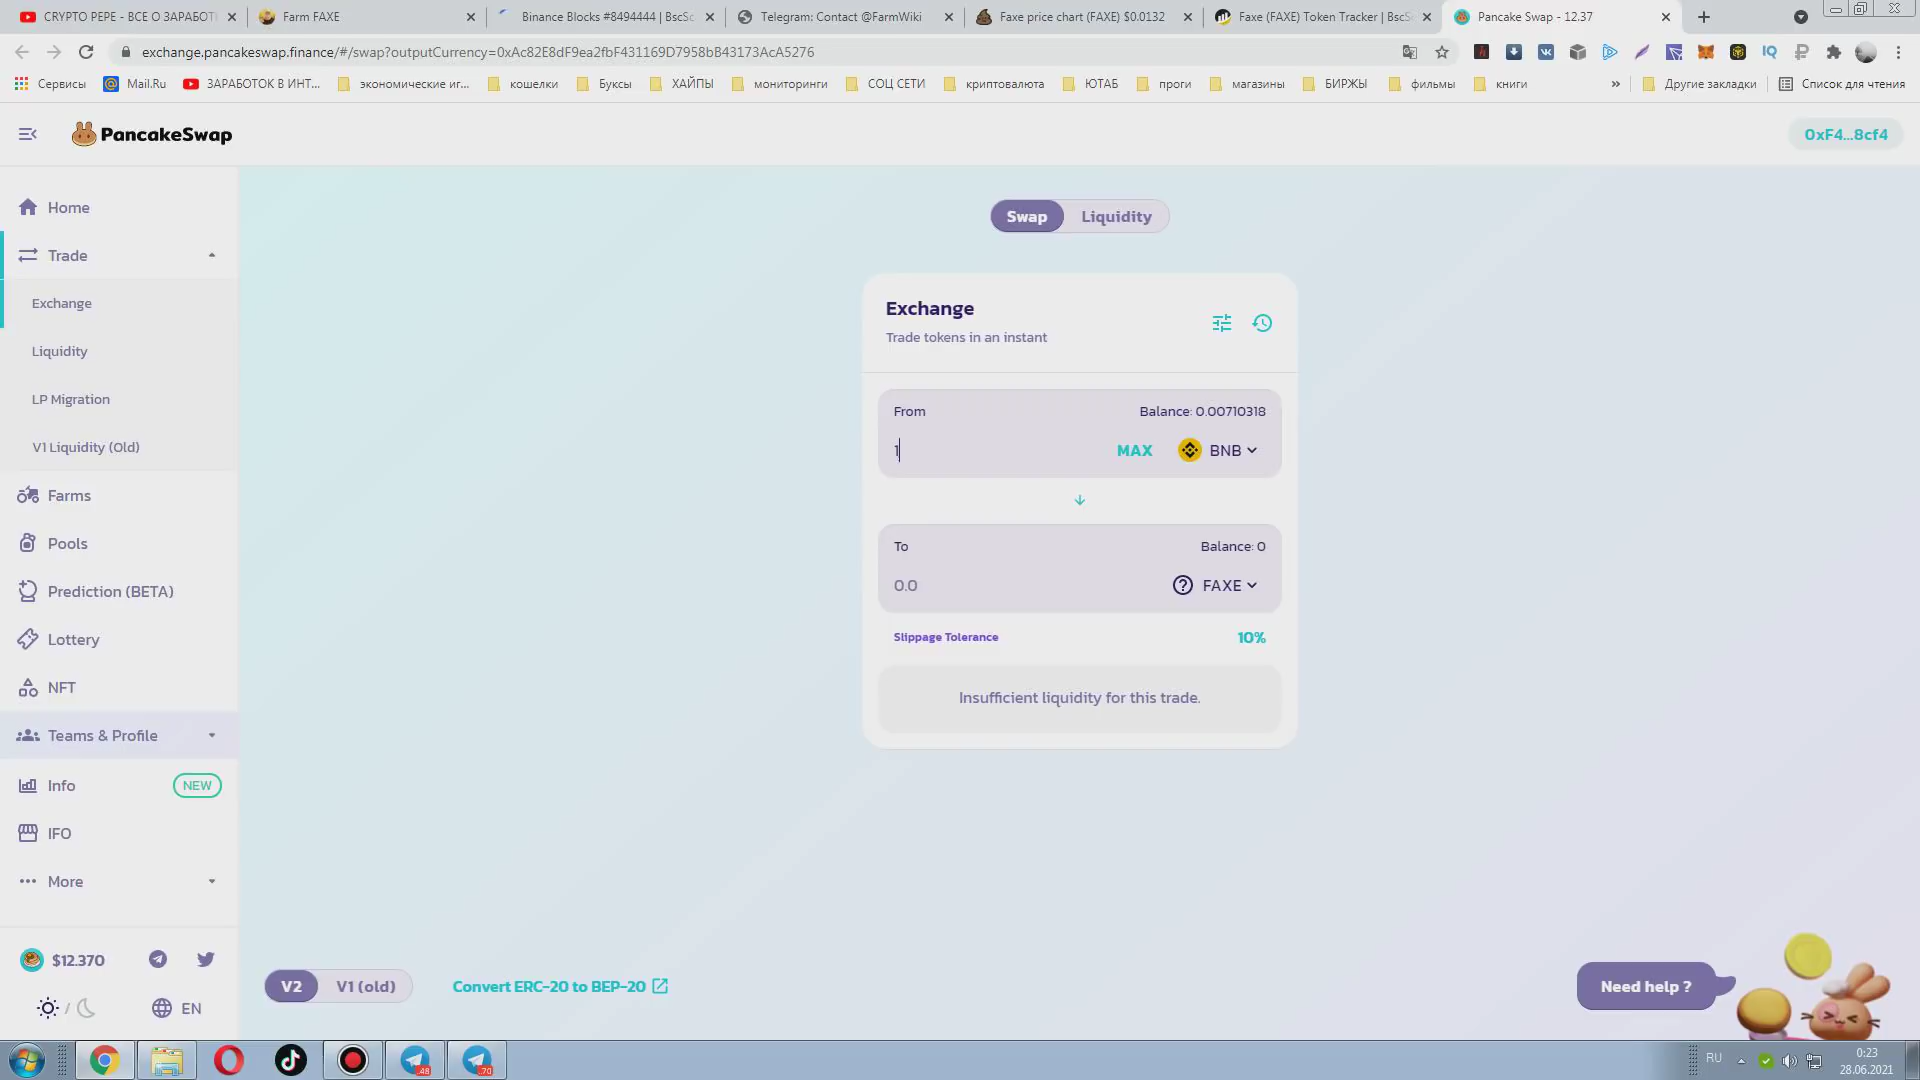 CRYPTO PEPE - ВСЕ О ЗАРАБОТ
Farm FAXE
Binance Blocks #8494444 | BscSc
Telegram: Contact @FarmWiki
Faxe price chart (FAXE) $0.0132
Faxe (FAXE) Token Tracker | BscS
Pancake Swap - 12.37
exchange.pancakeswap.finance/#/swap?outputCurrency=0xAc82E8dF9ea2fbF431169D7958bB43173AcA5276
Сервисы
Mail.Ru
ЗАРАБОТОК В ИНТ...
экономические иг...
кошелки
Буксы
ХАЙПЫ
мониторинги
СОЦ СЕТИ
криптовалюта
ЮТАБ
проги
магазины
БИРЖЫ
фильмы
книги
»
Другие закладки
Список для чтения
PancakeSwap
0xF4...8cf4
Home
Trade
Exchange
Liquidity
LP Migration
V1 Liquidity (Old)
Farms
Pools
Prediction (BETA)
Lottery
NFT
Teams & Profile
Info
NEW
IFO
More
$12.370
EN
Swap
Liquidity
Exchange
Trade tokens in an instant
From
Balance: 0.00710318
1
MAX
BNB
To
Balance: 0
0.0
FAXE
Slippage Tolerance
10%
Insufficient liquidity for this trade.
V2
V1 (old)
Convert ERC-20 to BEP-20
Need help ?
48
70
RU
0:23
28.06.2021